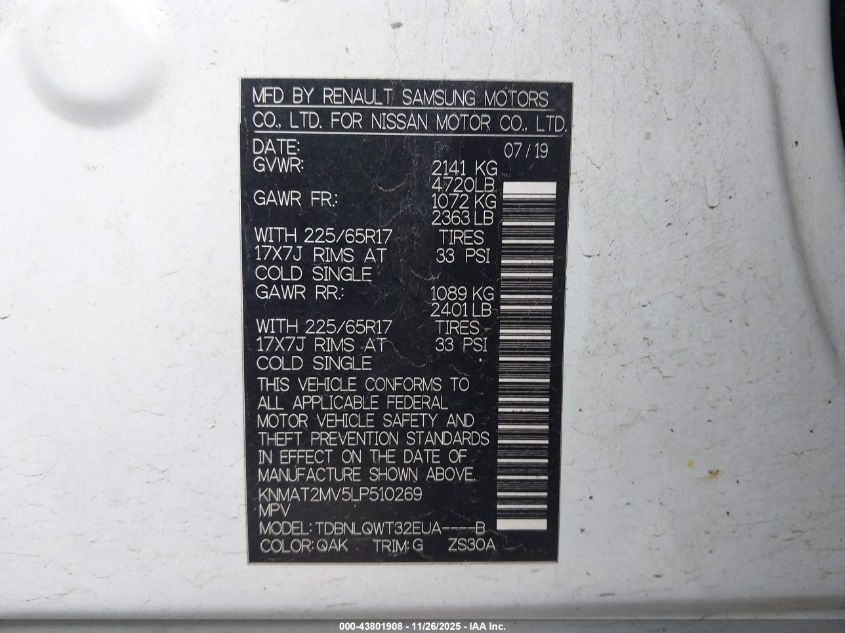 MFD BY RENAULT SAMSUNG MOTORS
CO., LTD. FOR NISSAN MOTOR CO., LTD.
DATE: 07/19
GVWR: 2141 KG
4720LB
GAWR FR: 1072 KG
2363 LB
WITH 225/65R17 TIRES
17X7J RIMS AT 33 PSI
COLD SINGLE
GAWR RR: 1089 KG
2401 LB
WITH 225/65R17 TIRES
17X7J RIMS AT 33 PSI
COLD SINGLE
THIS VEHICLE CONFORMS TO
ALL APPLICABLE FEDERAL
MOTOR VEHICLE SAFETY AND
THEFT PREVENTION STANDARDS
IN EFFECT ON THE DATE OF
MANUFACTURE SHOWN ABOVE.
KNMAT2MV5LP510269
MPV
MODEL: TDBNLQWT32EUA----B
COLOR: QAK TRIM: G ZS30A
000-43801908 - 11/26/2025 - IAA Inc.